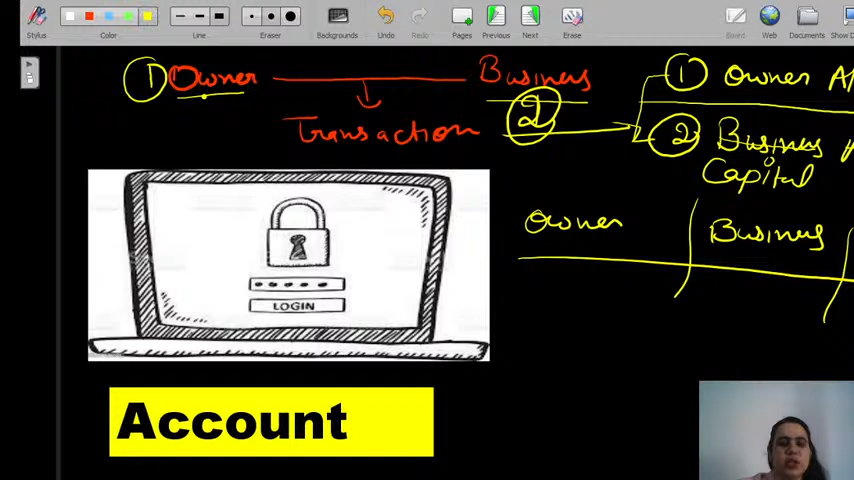 Stylus
Color
Line
Eraser
Backgrounds
Undo
Redo
Pages
Previous
Next
Erase
Saved
Web
Documents
Show D
① Owner Business
Transaction
②
① Owner A/
② Business
Capital
Owner Business
LOGIN
Account